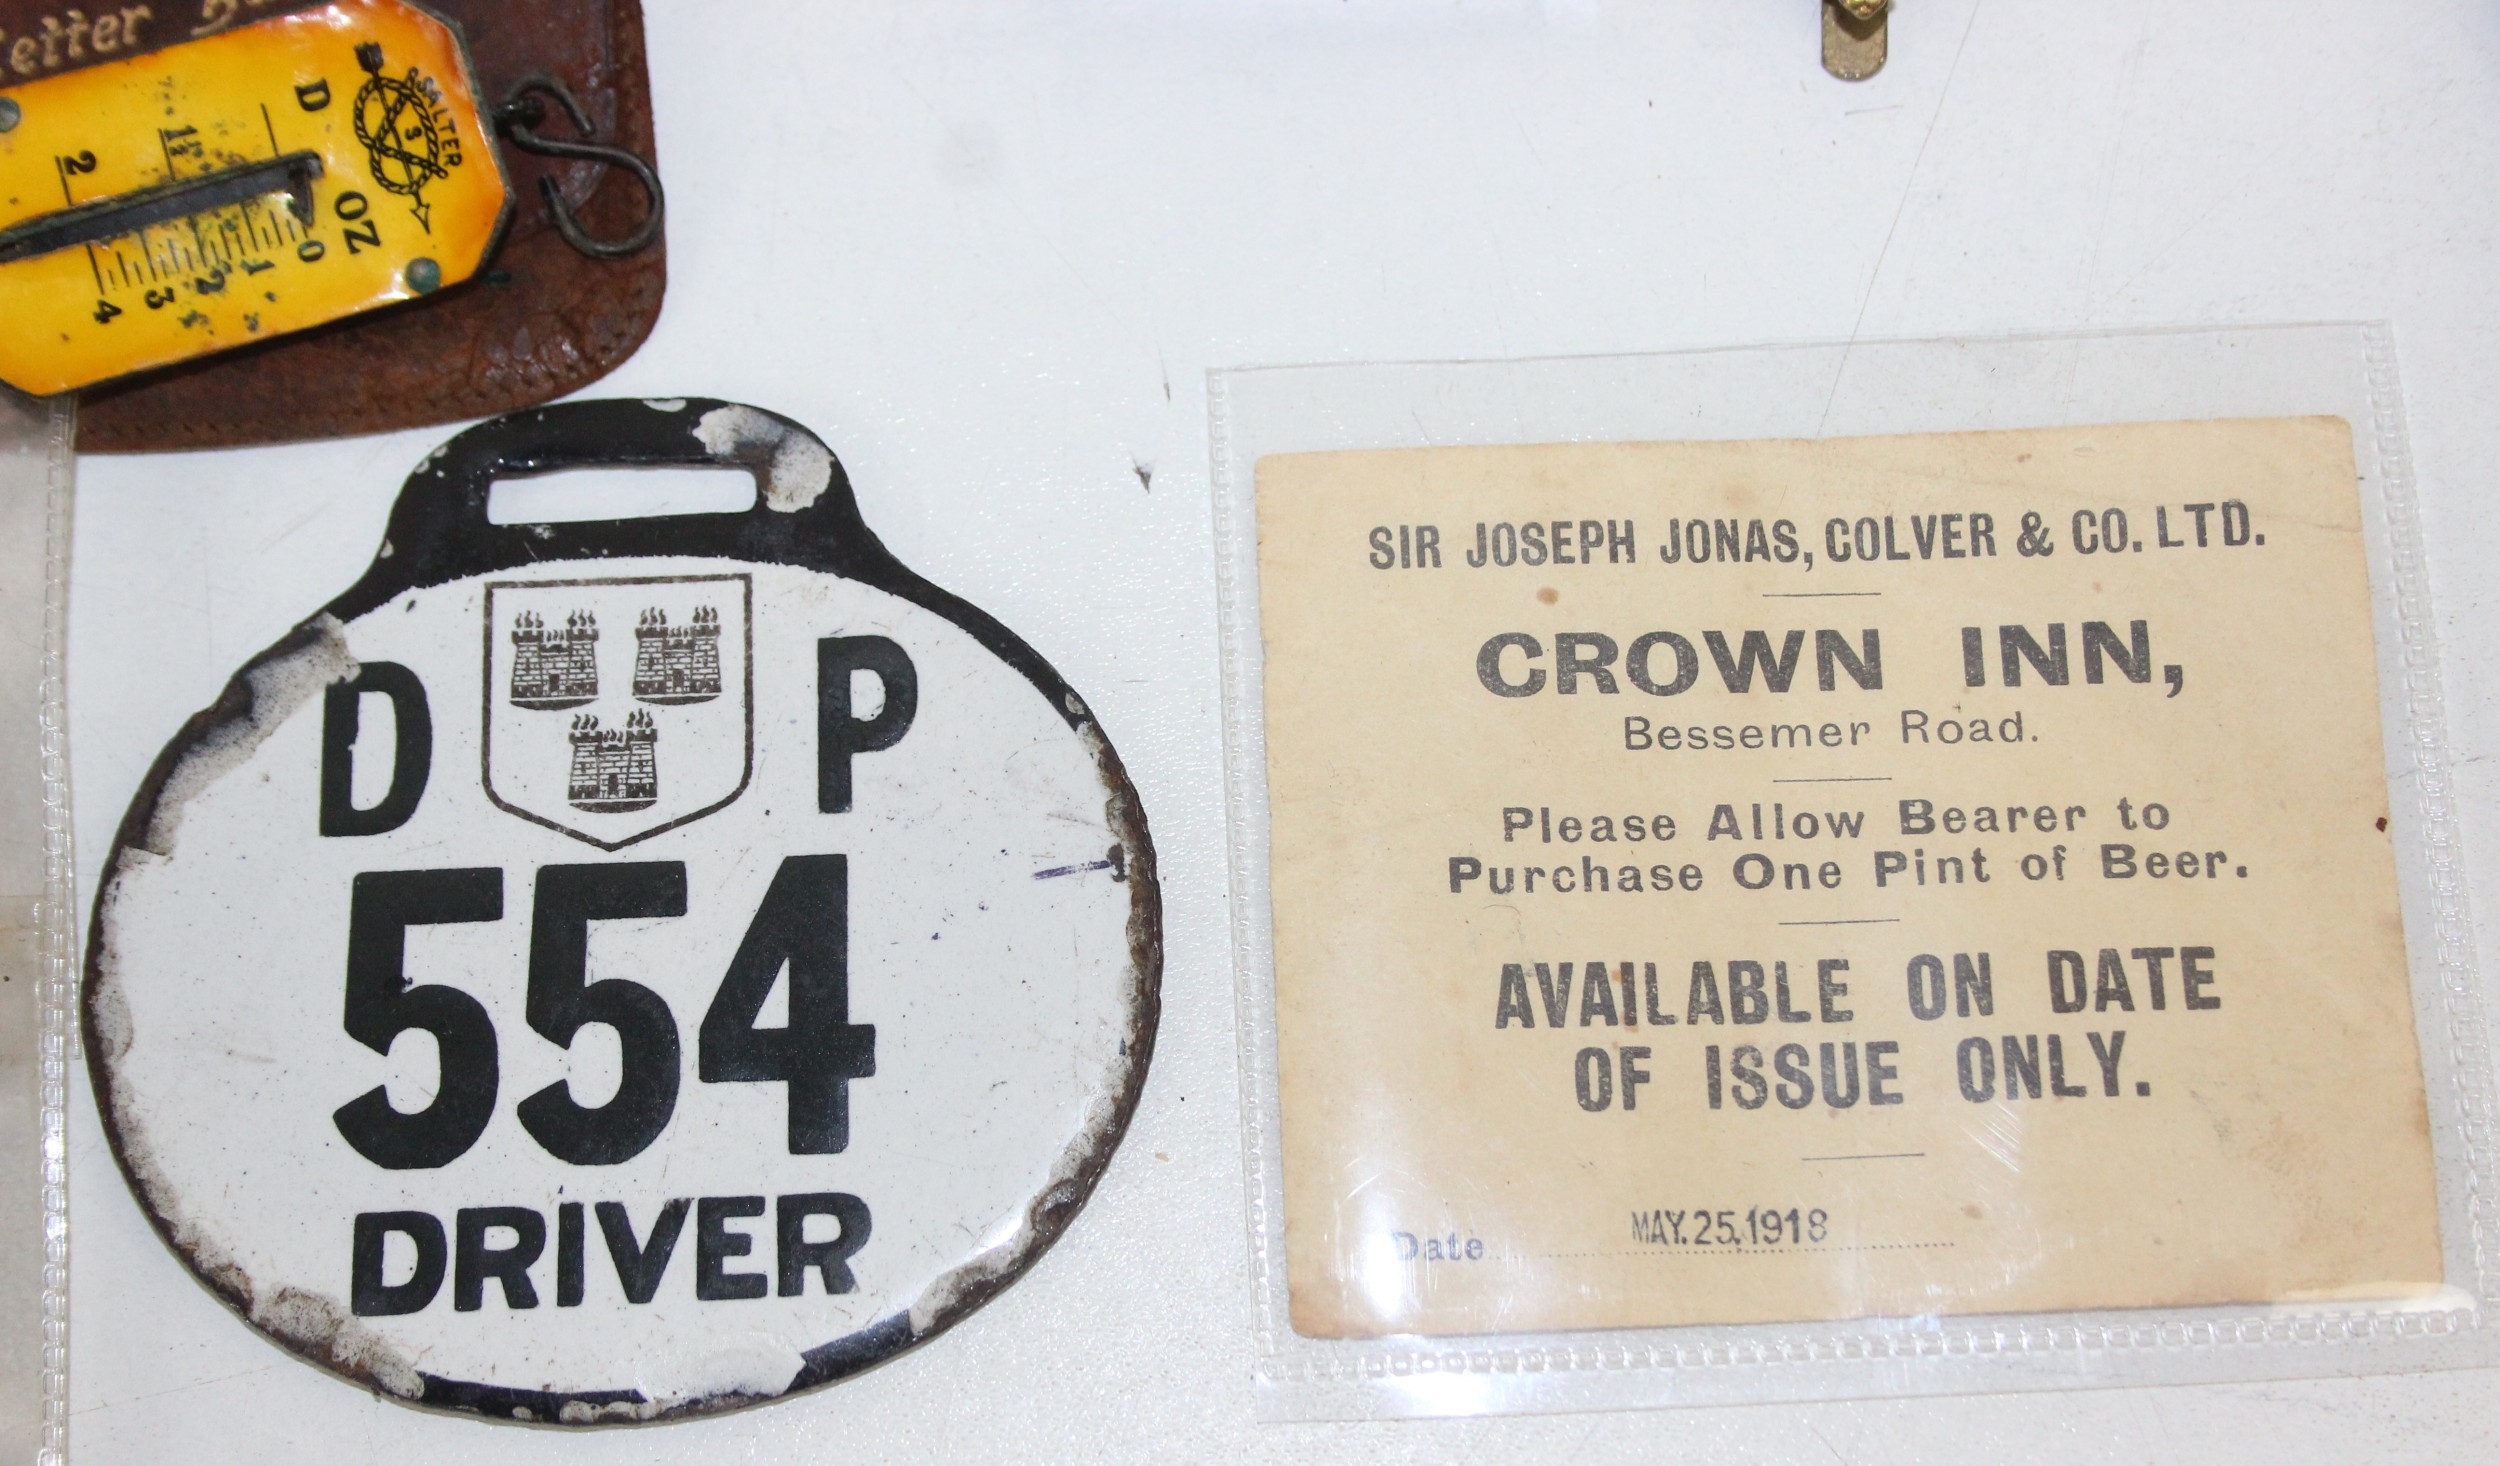 SALTER
S
D
OZ
1½
2
0
1
2
3
4
D P
554
DRIVER
SIR JOSEPH JONAS, COLVER & CO. LTD.
CROWN INN,
Bessemer Road.
Please Allow Bearer to
Purchase One Pint of Beer.
AVAILABLE ON DATE
OF ISSUE ONLY.
Date MAY.25,1918